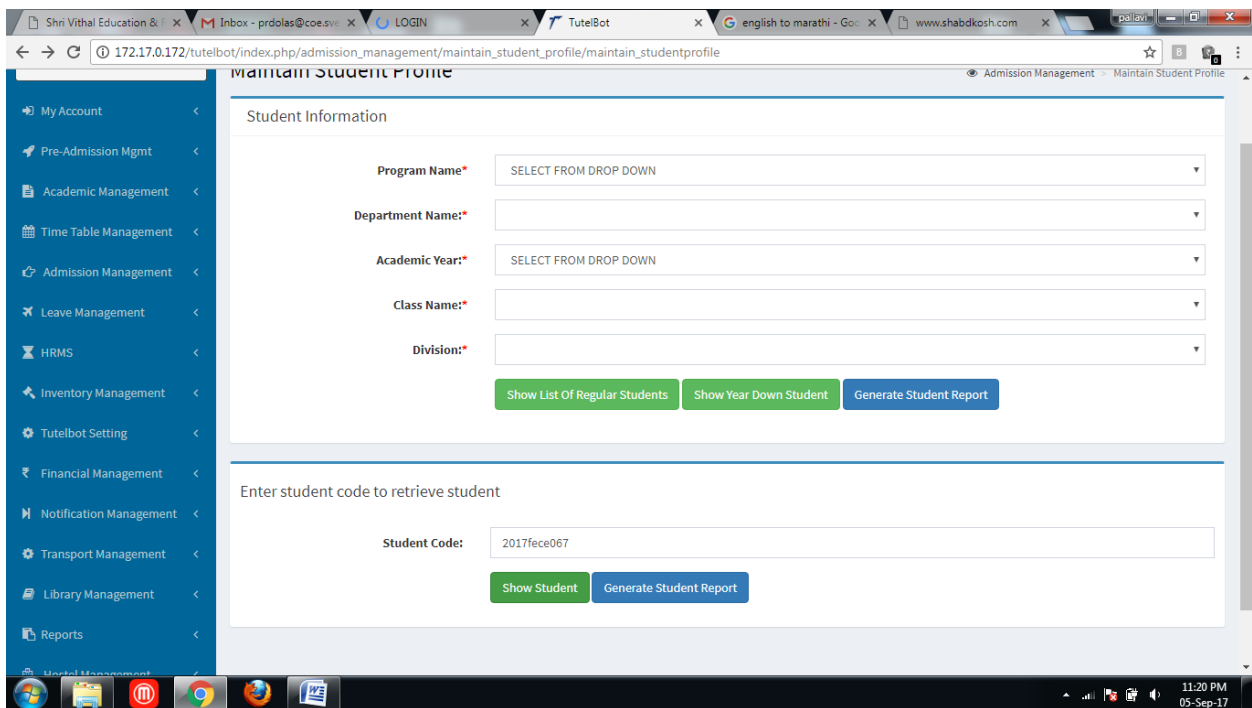 Shri Vithal Education & R
Inbox - prdolas@coe.sve
LOGIN
TutelBot
english to marathi - Goo
www.shabdkosh.com
pallavi
172.17.0.172/tutelbot/index.php/admission_management/maintain_student_profile/maintain_studentprofile
Maintain Student Profile
Admission Management > Maintain Student Profile
My Account
Pre-Admission Mgmt
Academic Management
Time Table Management
Admission Management
Leave Management
HRMS
Inventory Management
Tutelbot Setting
Financial Management
Notification Management
Transport Management
Library Management
Reports
Hostel Management
Student Information
Program Name* SELECT FROM DROP DOWN
Department Name:*
Academic Year:* SELECT FROM DROP DOWN
Class Name:*
Division:*
Show List Of Regular Students Show Year Down Student Generate Student Report
Enter student code to retrieve student
Student Code: 2017fece067
Show Student Generate Student Report
11:20 PM
05-Sep-17